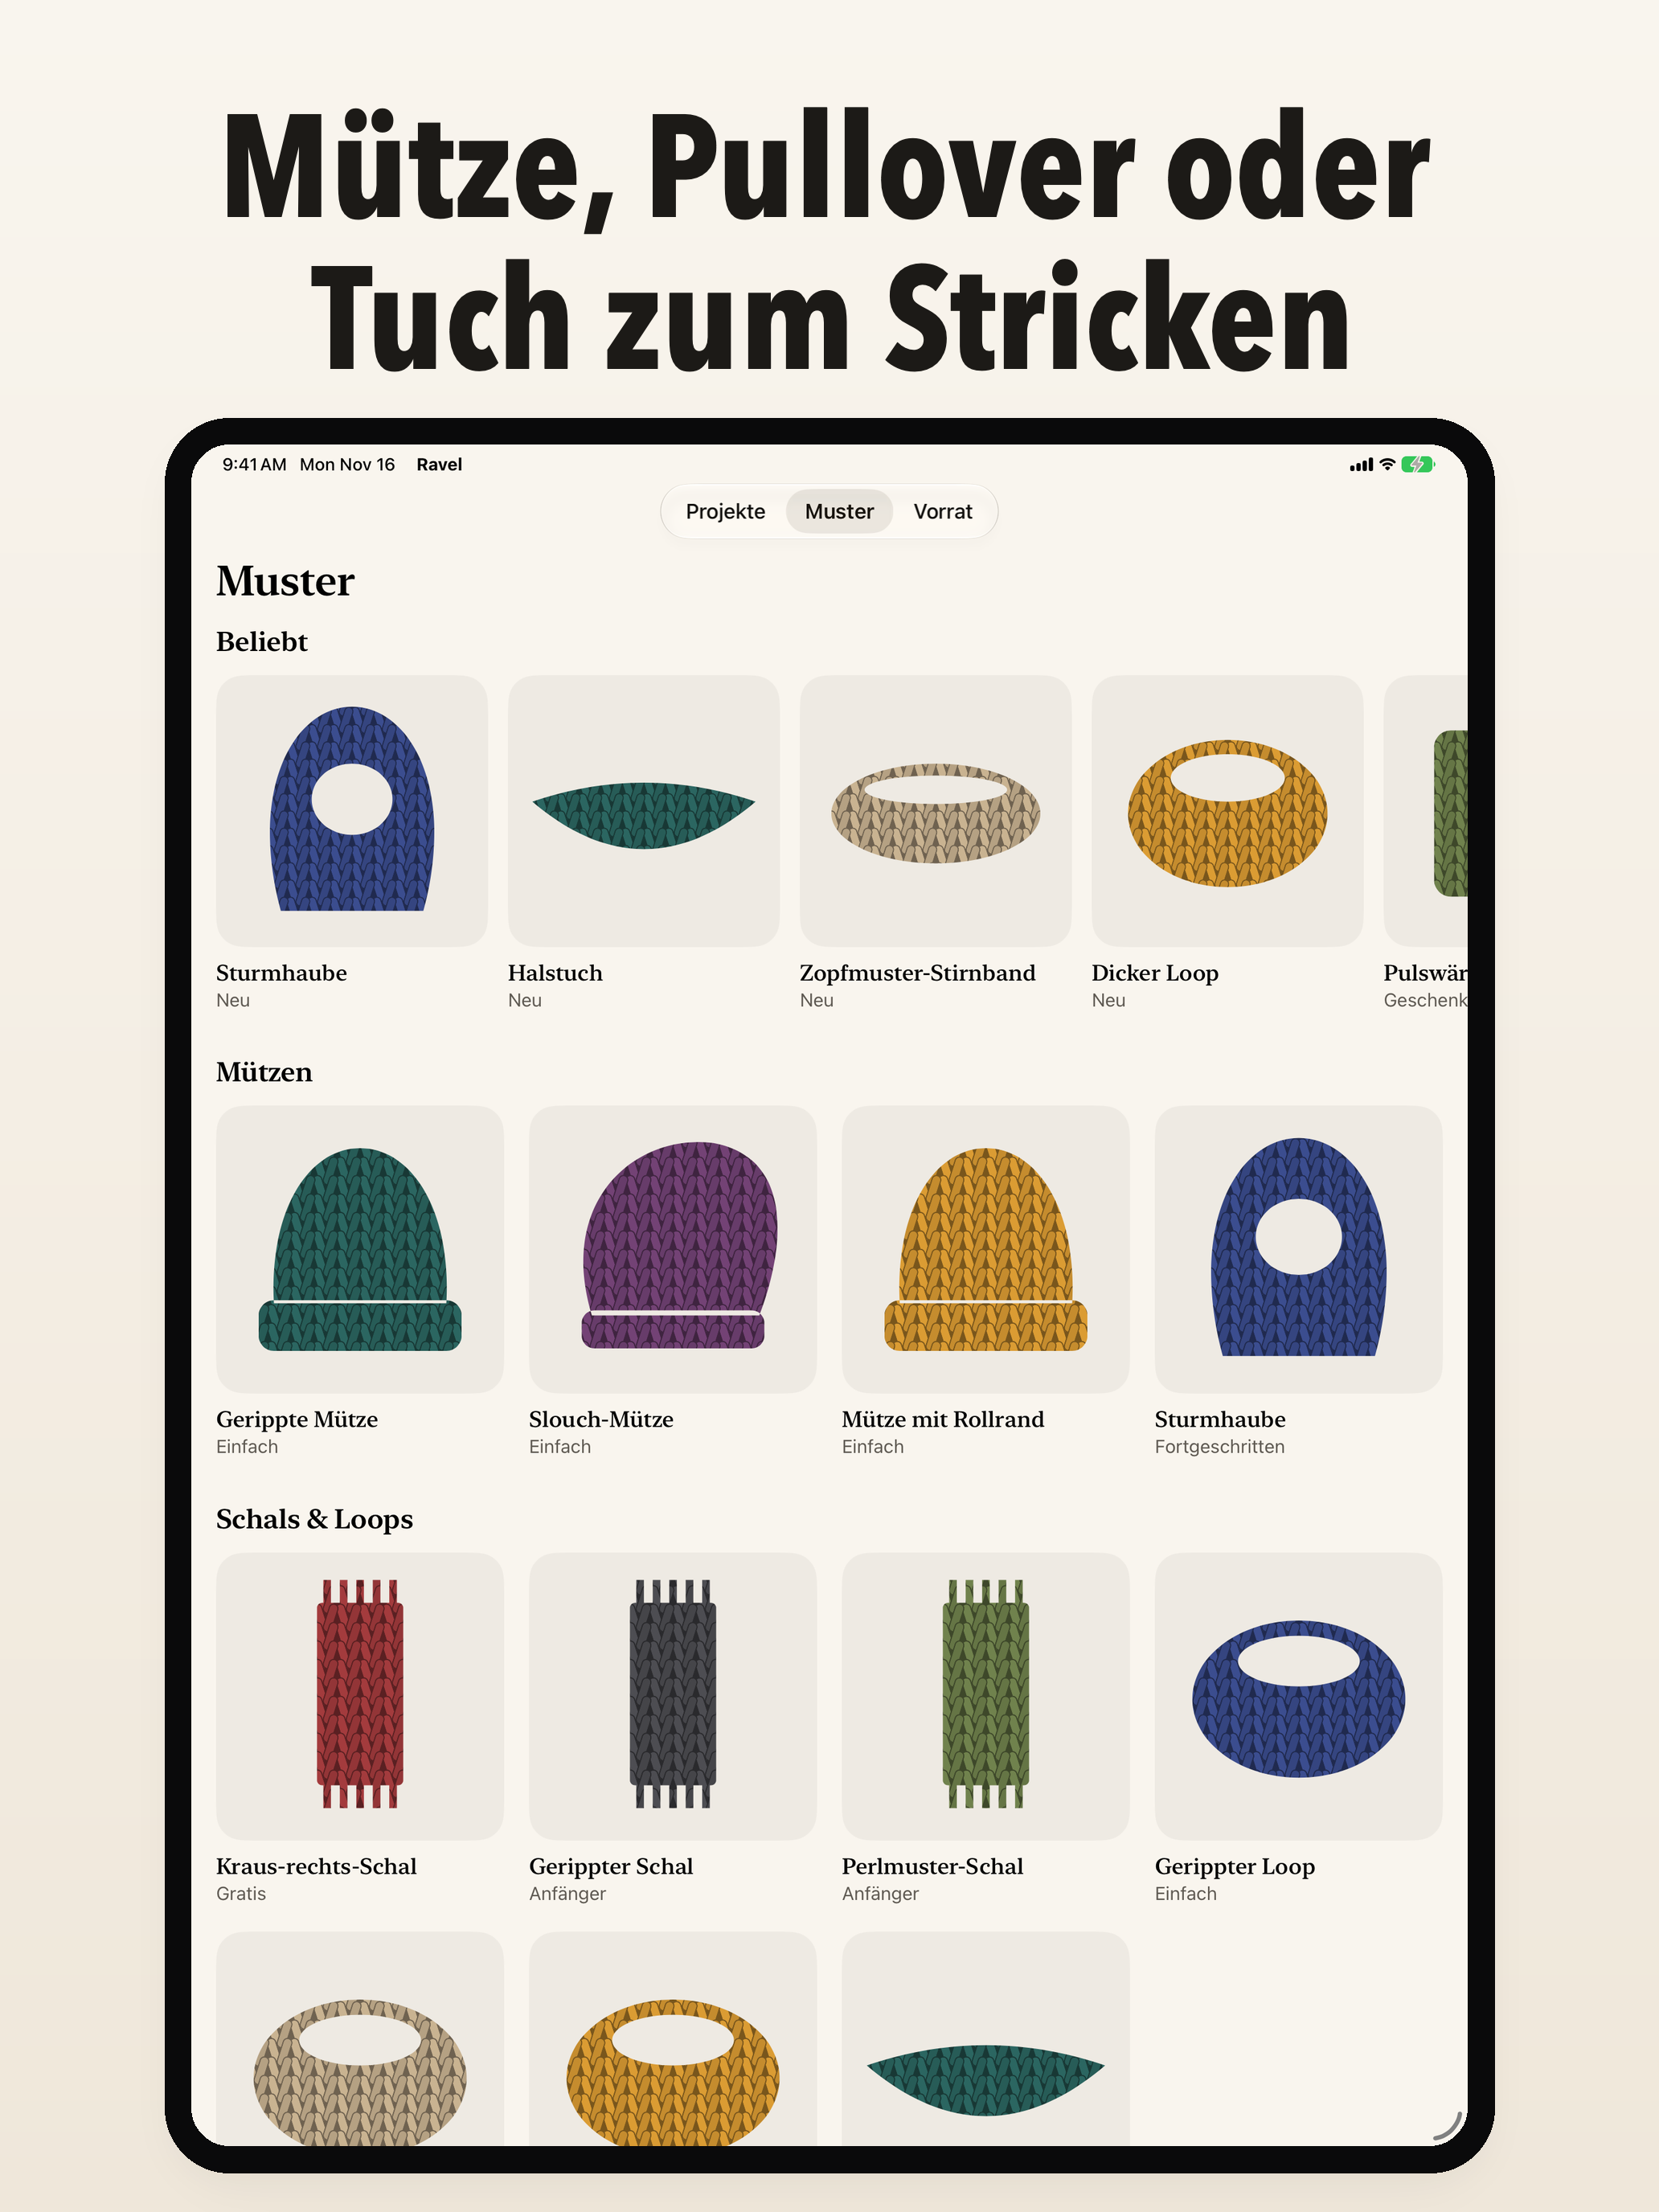 Mütze, Pullover oder
Tuch zum Stricken
9:41 AM Mon Nov 16 Ravel
Projekte Muster Vorrat
Muster
Beliebt
Sturmhaube Halstuch Zopfmuster-Stirnband Dicker Loop Pulswär
Neu Neu Neu Neu Geschenk
Mützen
Gerippte Mütze Slouch-Mütze Mütze mit Rollrand Sturmhaube
Einfach Einfach Einfach Fortgeschritten
Schals & Loops
Kraus-rechts-Schal Gerippter Schal Perlmuster-Schal Gerippter Loop
Gratis Anfänger Anfänger Einfach